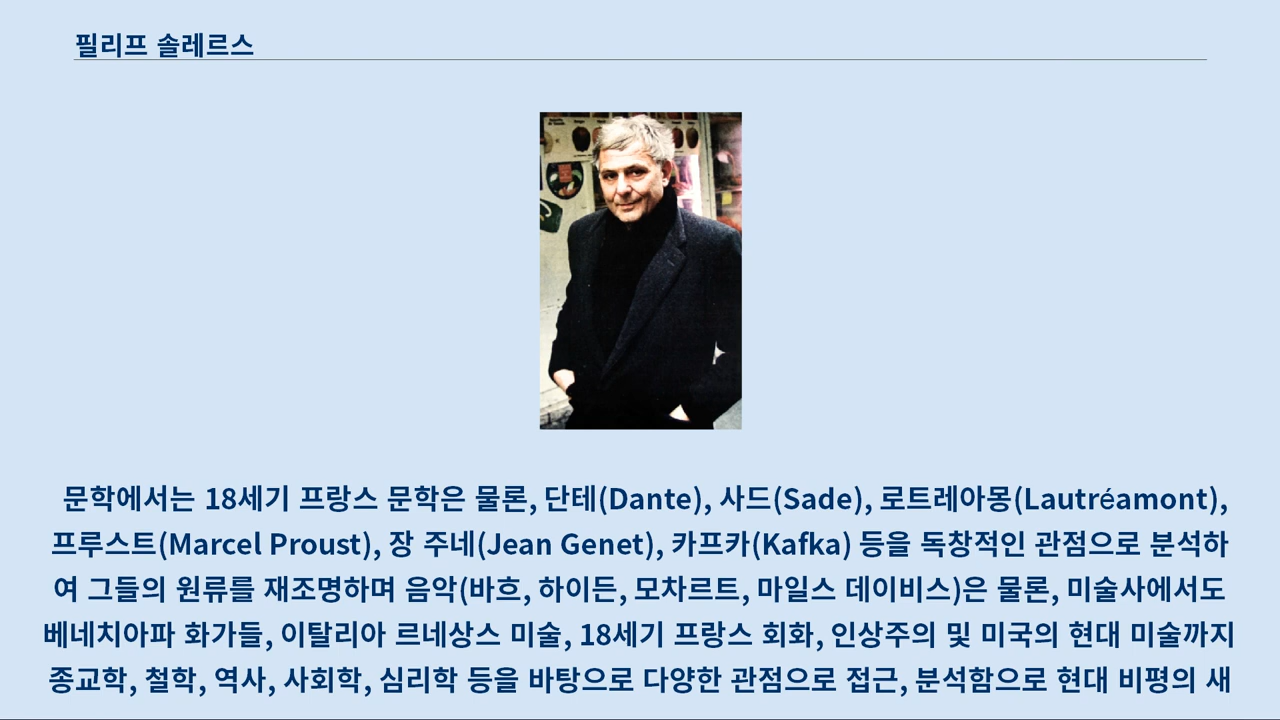 필리프 솔레르스
문학에서는 18세기 프랑스 문학은 물론, 단테(Dante), 사드(Sade), 로트레아몽(Lautréamont),
프루스트(Marcel Proust), 장 주네(Jean Genet), 카프카(Kafka) 등을 독창적인 관점으로 분석하
여 그들의 원류를 재조명하며 음악(바흐, 하이든, 모차르트, 마일스 데이비스)은 물론, 미술사에서도
베네치아파 화가들, 이탈리아 르네상스 미술, 18세기 프랑스 회화, 인상주의 및 미국의 현대 미술까지
종교학, 철학, 역사, 사회학, 심리학 등을 바탕으로 다양한 관점으로 접근, 분석함으로 현대 비평의 새